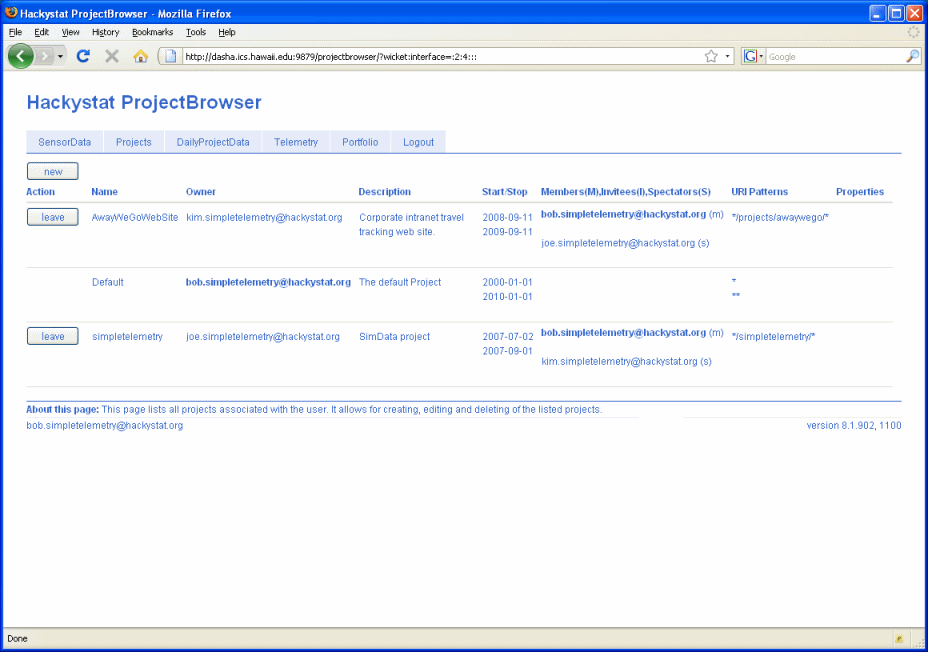 Hackystat ProjectBrowser - Mozilla Firefox
File Edit View History Bookmarks Tools Help
http://dasha.ics.hawaii.edu:9879/projectbrowser/?wicket:interface=:2:4:::
G Google
Hackystat ProjectBrowser
SensorData Projects DailyProjectData Telemetry Portfolio Logout
new
Action Name Owner Description Start/Stop Members(M),Invitees(I),Spectators(S) URI Patterns Properties
leave AwayWeGoWebSite kim.simpletelemetry@hackystat.org Corporate intranet travel 2008-09-11 bob.simpletelemetry@hackystat.org (m) */projects/awaywego/*
tracking web site. 2009-09-11
joe.simpletelemetry@hackystat.org (s)
Default bob.simpletelemetry@hackystat.org The default Project 2000-01-01 *
2010-01-01 **
leave simpletelemetry joe.simpletelemetry@hackystat.org SimData project 2007-07-02 bob.simpletelemetry@hackystat.org (m) */simpletelemetry/*
2007-09-01
kim.simpletelemetry@hackystat.org (s)
About this page: This page lists all projects associated with the user. It allows for creating, editing and deleting of the listed projects.
bob.simpletelemetry@hackystat.org version 8.1.902, 1100
Done